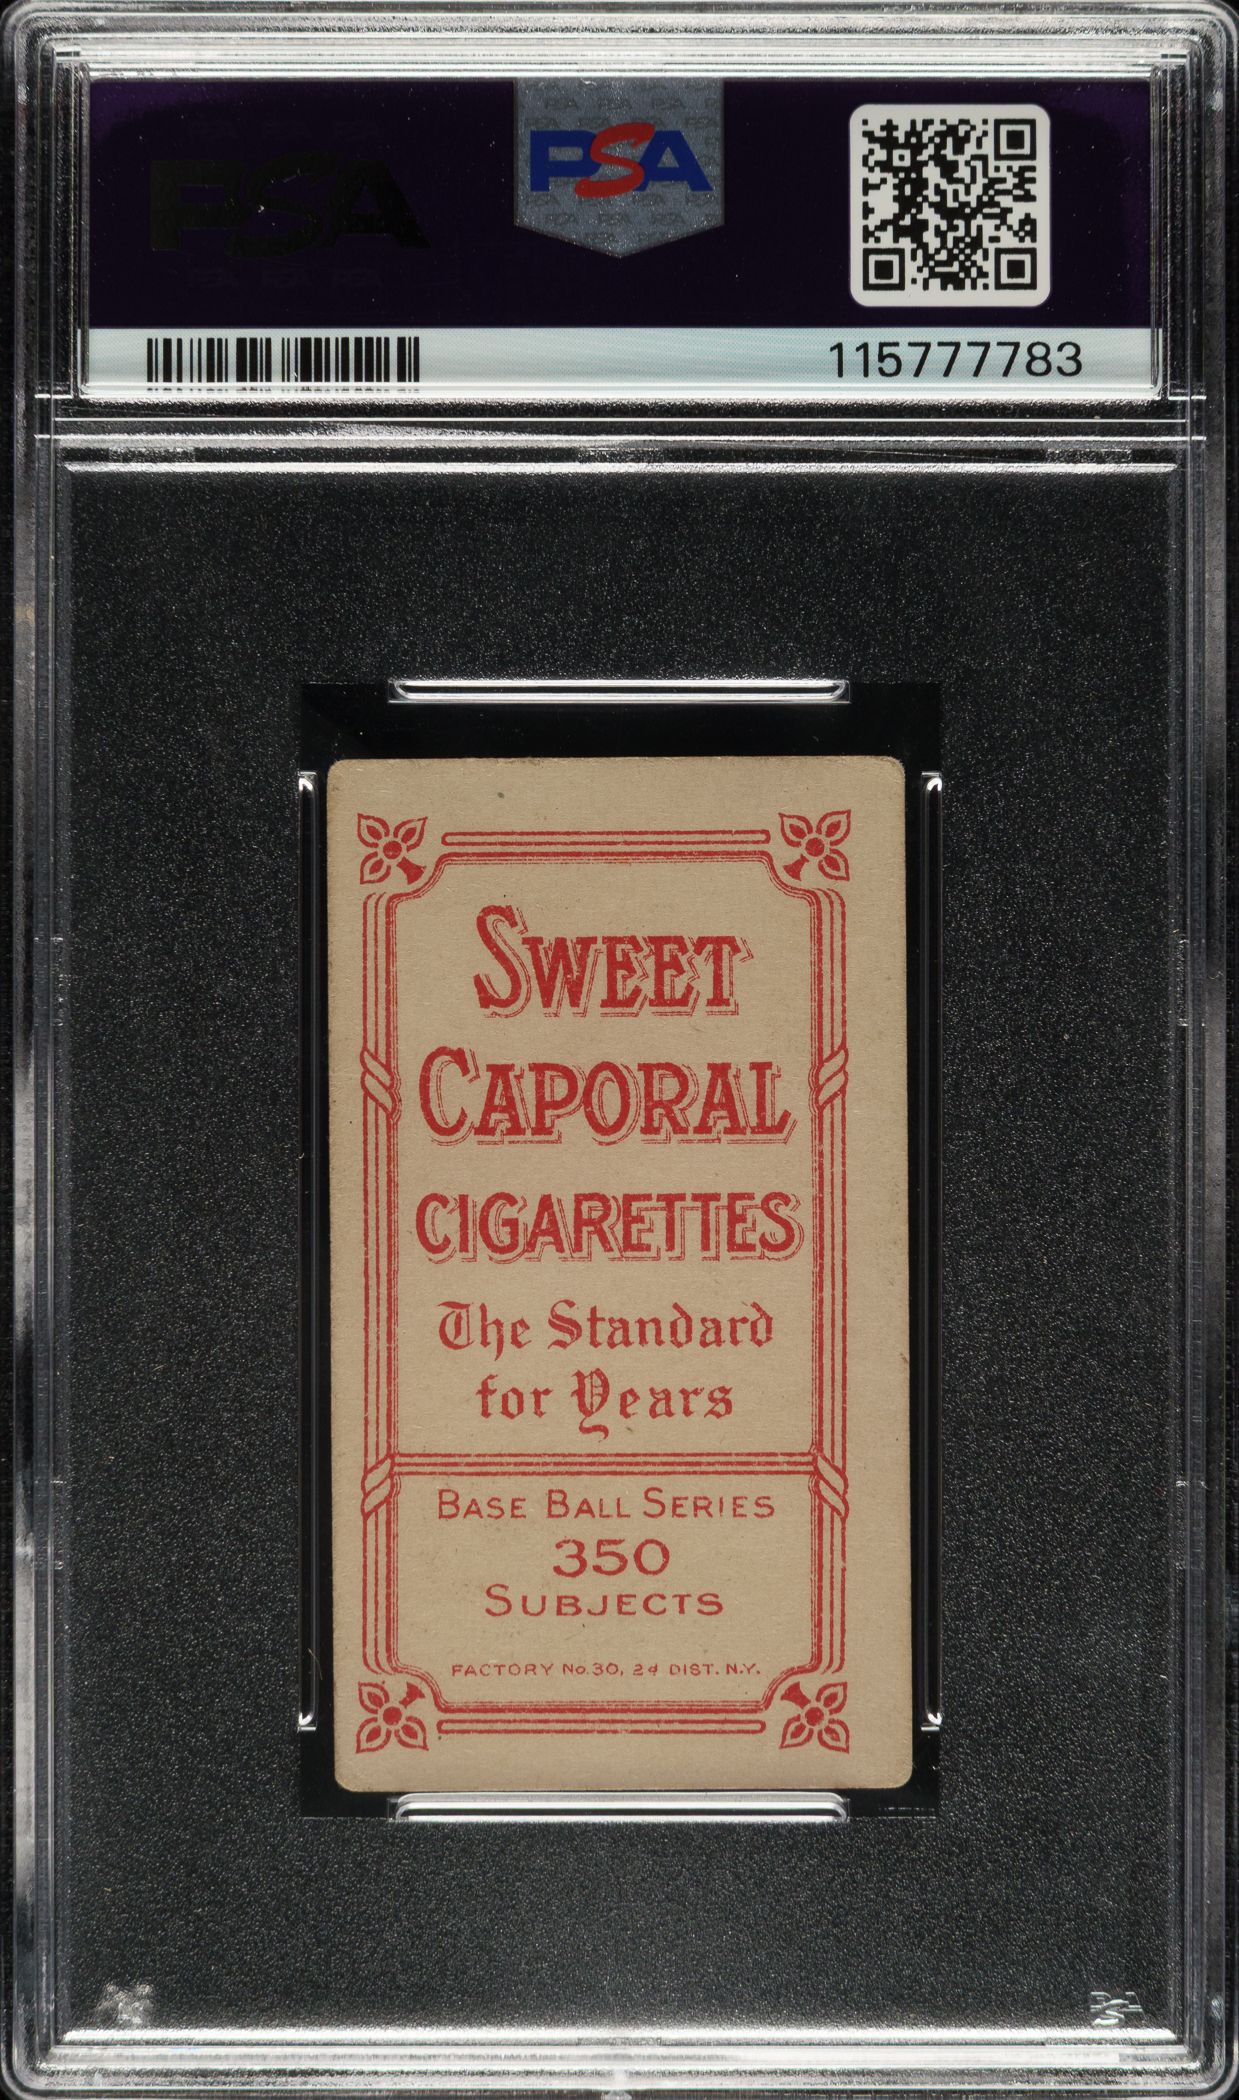 PSA
PSA
115777783
SWEET
CAPORAL
CIGARETTES
The Standard
for Years
BASE BALL SERIES
350
SUBJECTS
FACTORY No. 30, 2d DIST. N.Y.
PSA